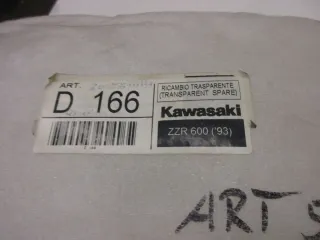 ART.
D 166
RICAMBIO TRASPARENTE
(TRANSPARENT SPARE)
Kawasaki
ZZR 600 ('93)
ART